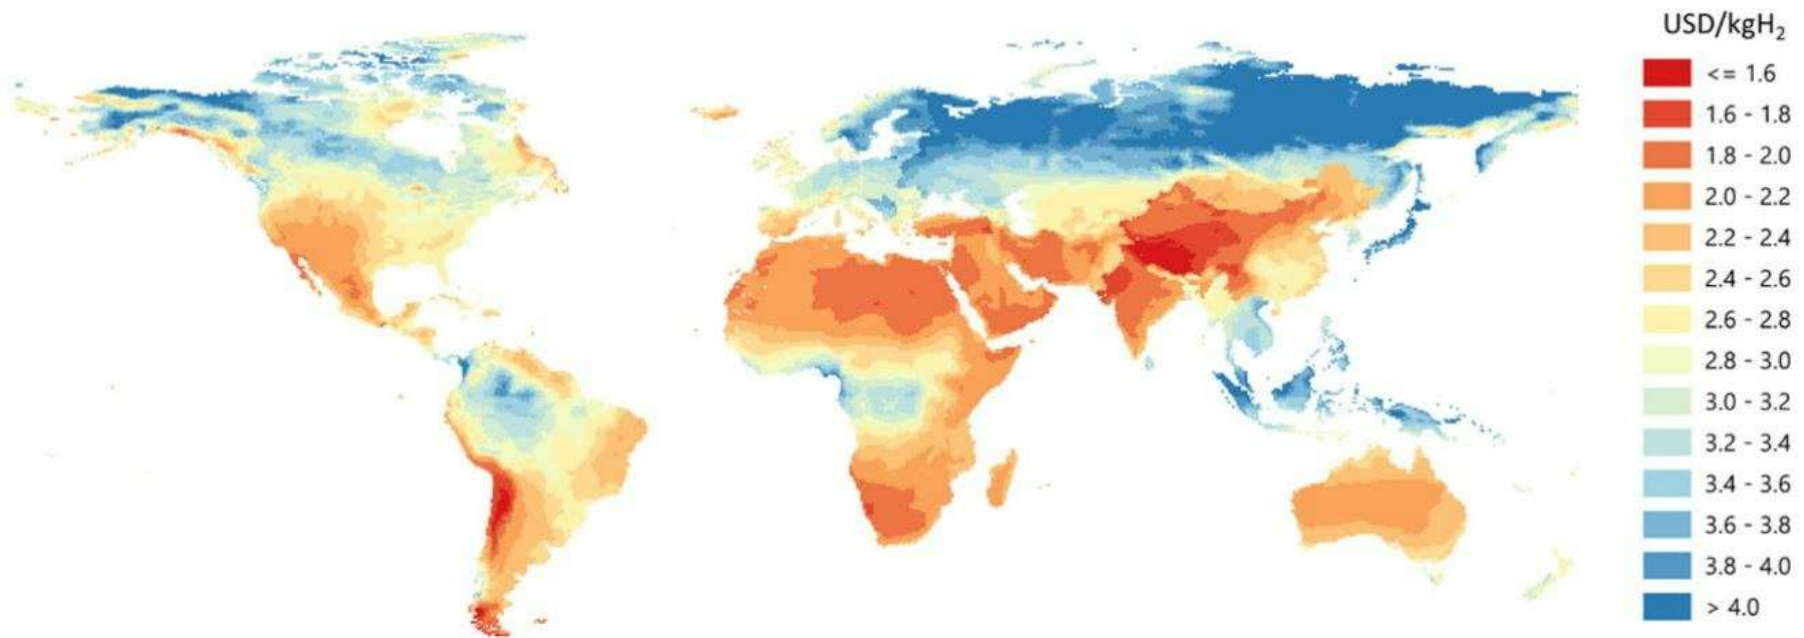 USD/kgH₂
<= 1.6
1.6 - 1.8
1.8 - 2.0
2.0 - 2.2
2.2 - 2.4
2.4 - 2.6
2.6 - 2.8
2.8 - 3.0
3.0 - 3.2
3.2 - 3.4
3.4 - 3.6
3.6 - 3.8
3.8 - 4.0
> 4.0